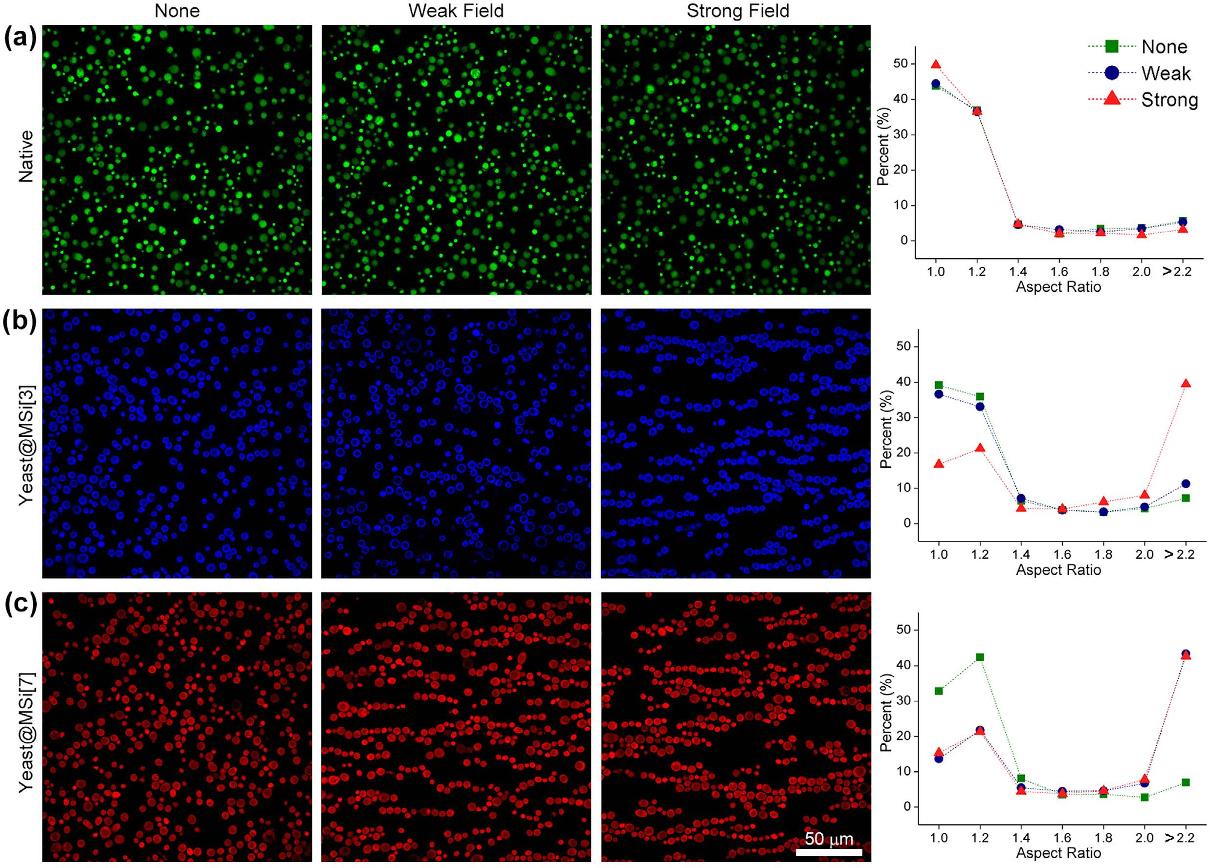 None Weak Field Strong Field
(a)
Native
None
Weak
Strong
50
40
30
20
10
0
Percent (%)
1.0 1.2 1.4 1.6 1.8 2.0 >2.2
Aspect Ratio
(b)
Yeast@MSi[3]
50
40
30
20
10
0
Percent (%)
1.0 1.2 1.4 1.6 1.8 2.0 >2.2
Aspect Ratio
(c)
Yeast@MSi[7]
50 μm
50
40
30
20
10
0
Percent (%)
1.0 1.2 1.4 1.6 1.8 2.0 >2.2
Aspect Ratio